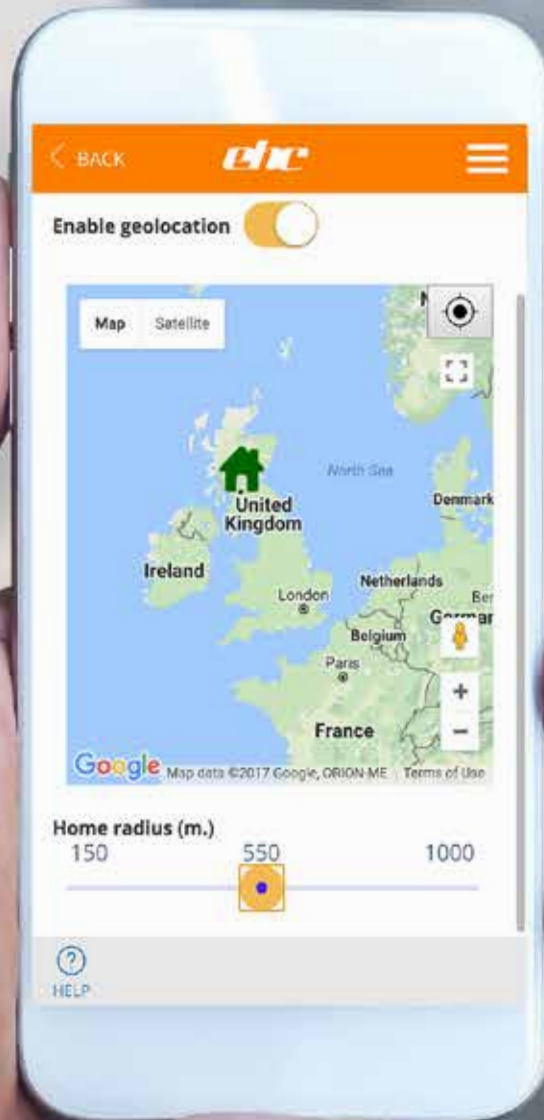 BACK
ehc
Enable geolocation
Map Satellite
North Sea
Denmark
United
Kingdom
Ireland
Netherlands
London
Belgium
Paris
France
Google Map data ©2017 Google, ORION-ME Terms of Use
Home radius (m.)
150 550 1000
HELP